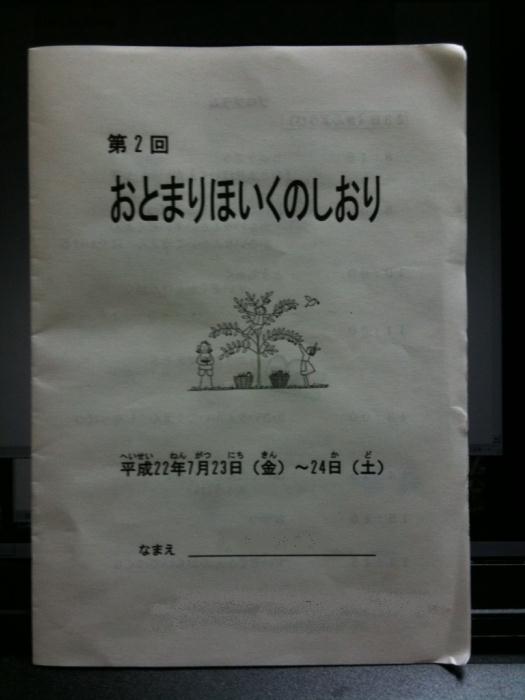 第2回
おとまりほいくのしおり
へいせい ねん がつ にち きん か ど
平成22年7月23日(金)~24日(土)
なまえ